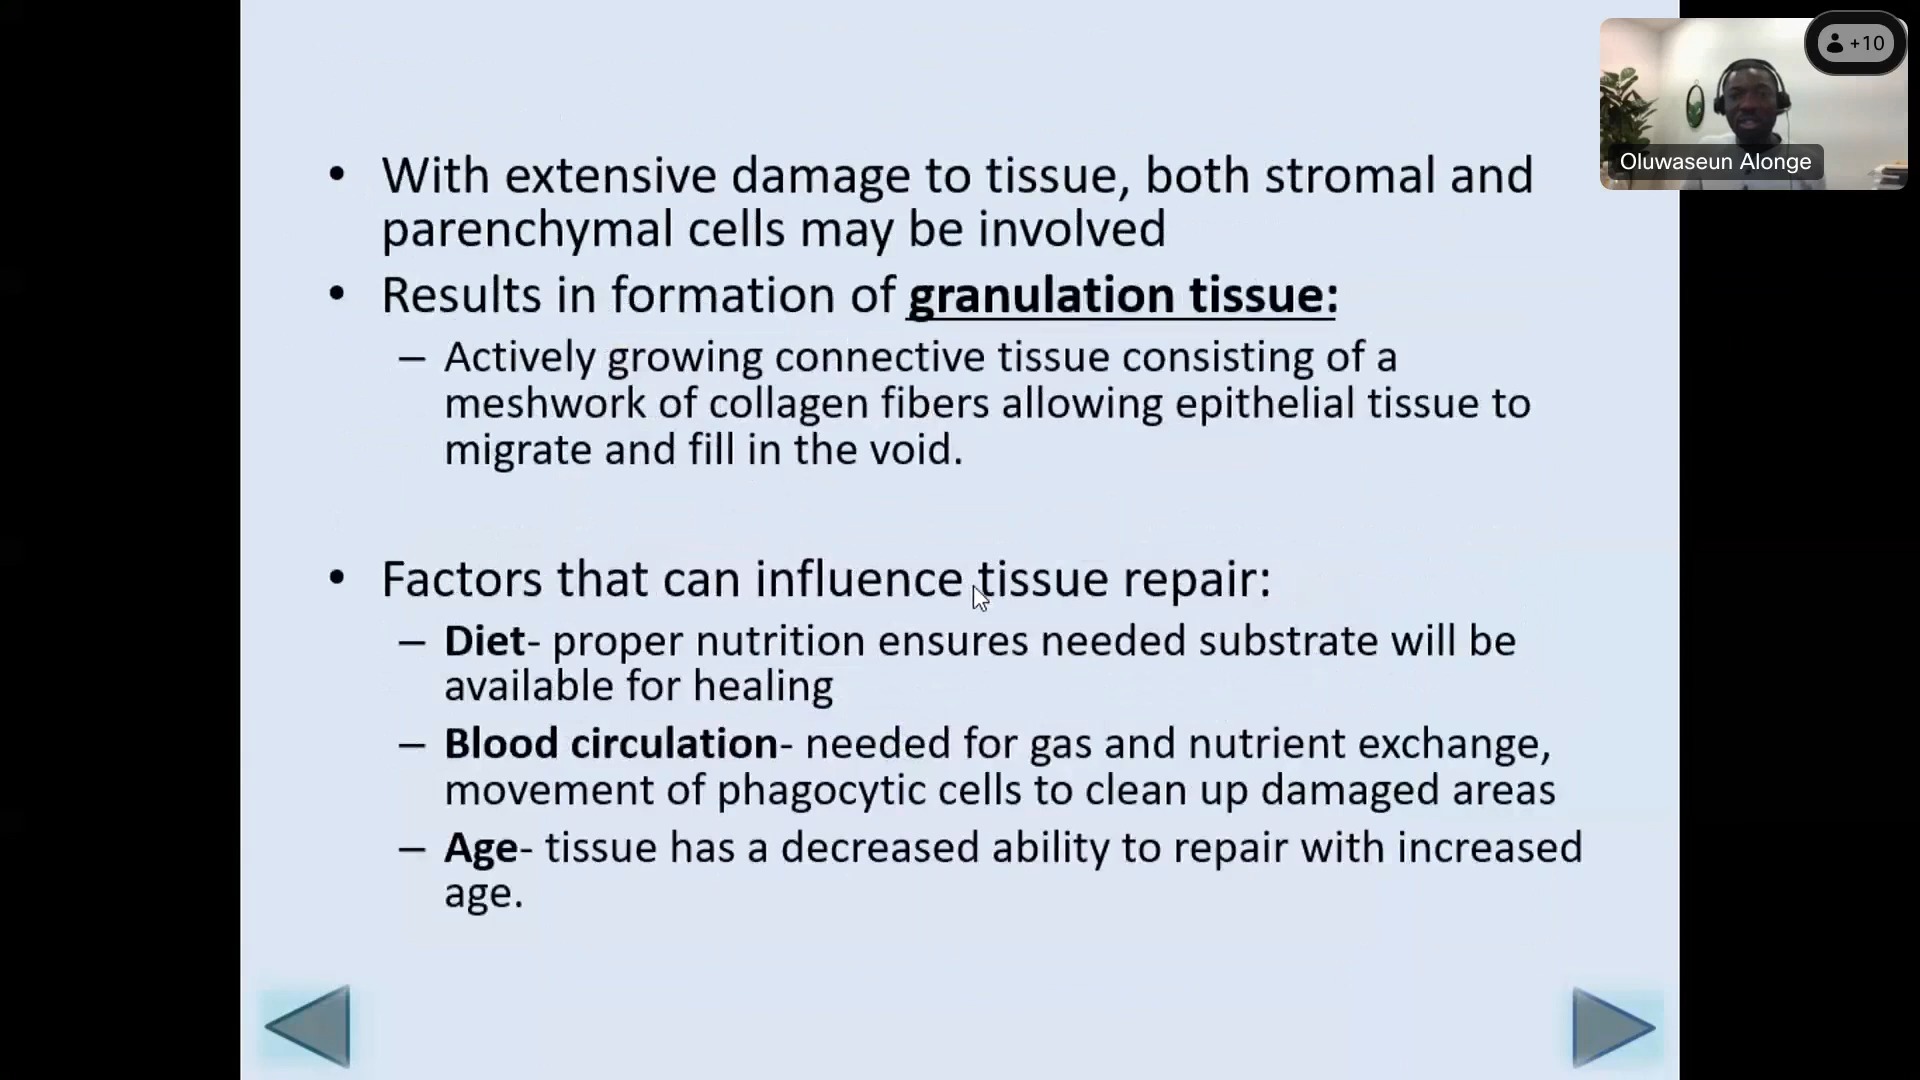 +10
Oluwaseun Alonge
• With extensive damage to tissue, both stromal and
parenchymal cells may be involved
• Results in formation of granulation tissue:
– Actively growing connective tissue consisting of a
meshwork of collagen fibers allowing epithelial tissue to
migrate and fill in the void.
• Factors that can influence tissue repair:
– Diet- proper nutrition ensures needed substrate will be
available for healing
– Blood circulation- needed for gas and nutrient exchange,
movement of phagocytic cells to clean up damaged areas
– Age- tissue has a decreased ability to repair with increased
age.